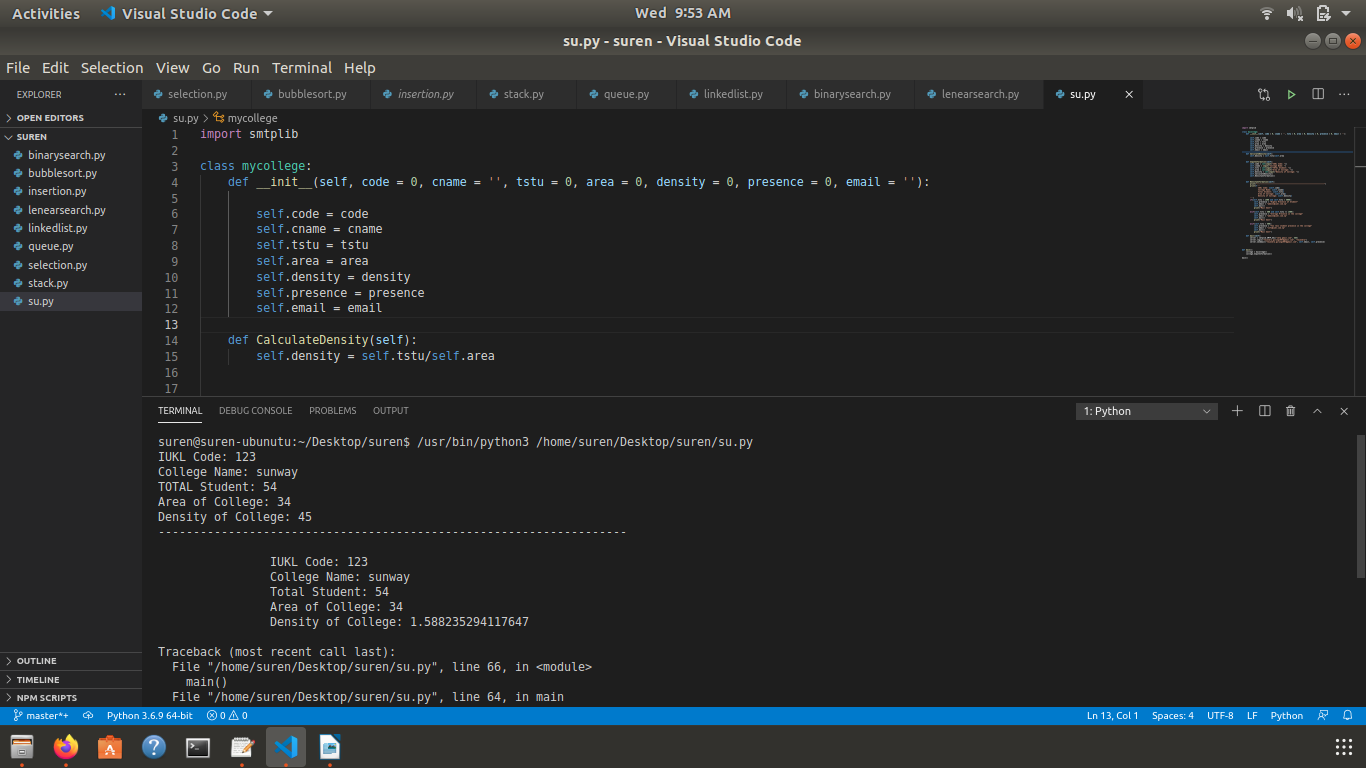 Activities Visual Studio Code Wed 9:53 AM
su.py - suren - Visual Studio Code
File Edit Selection View Go Run Terminal Help
EXPLORER ···
selection.py bubblesort.py insertion.py stack.py queue.py linkedlist.py binarysearch.py lenearsearch.py su.py
OPEN EDITORS
SUREN
binarysearch.py
bubblesort.py
insertion.py
lenearsearch.py
linkedlist.py
queue.py
selection.py
stack.py
su.py
OUTLINE
TIMELINE
NPM SCRIPTS
su.py > mycollege
1 import smtplib
2
3 class mycollege:
4 def __init__(self, code = 0, cname = '', tstu = 0, area = 0, density = 0, presence = 0, email = ''):
5
6 self.code = code
7 self.cname = cname
8 self.tstu = tstu
9 self.area = area
10 self.density = density
11 self.presence = presence
12 self.email = email
13
14 def CalculateDensity(self):
15 self.density = self.tstu/self.area
16
17
TERMINAL DEBUG CONSOLE PROBLEMS OUTPUT 1: Python
suren@suren-ubunutu:~/Desktop/suren$ /usr/bin/python3 /home/suren/Desktop/suren/su.py
IUKL Code: 123
College Name: sunway
TOTAL Student: 54
Area of College: 34
Density of College: 45
-------------------------------------------------------------------
IUKL Code: 123
College Name: sunway
Total Student: 54
Area of College: 34
Density of College: 1.588235294117647
Traceback (most recent call last):
File "/home/suren/Desktop/suren/su.py", line 66, in <module>
main()
File "/home/suren/Desktop/suren/su.py", line 64, in main
master*+ Python 3.6.9 64-bit 0 0 Ln 13, Col 1 Spaces: 4 UTF-8 LF Python